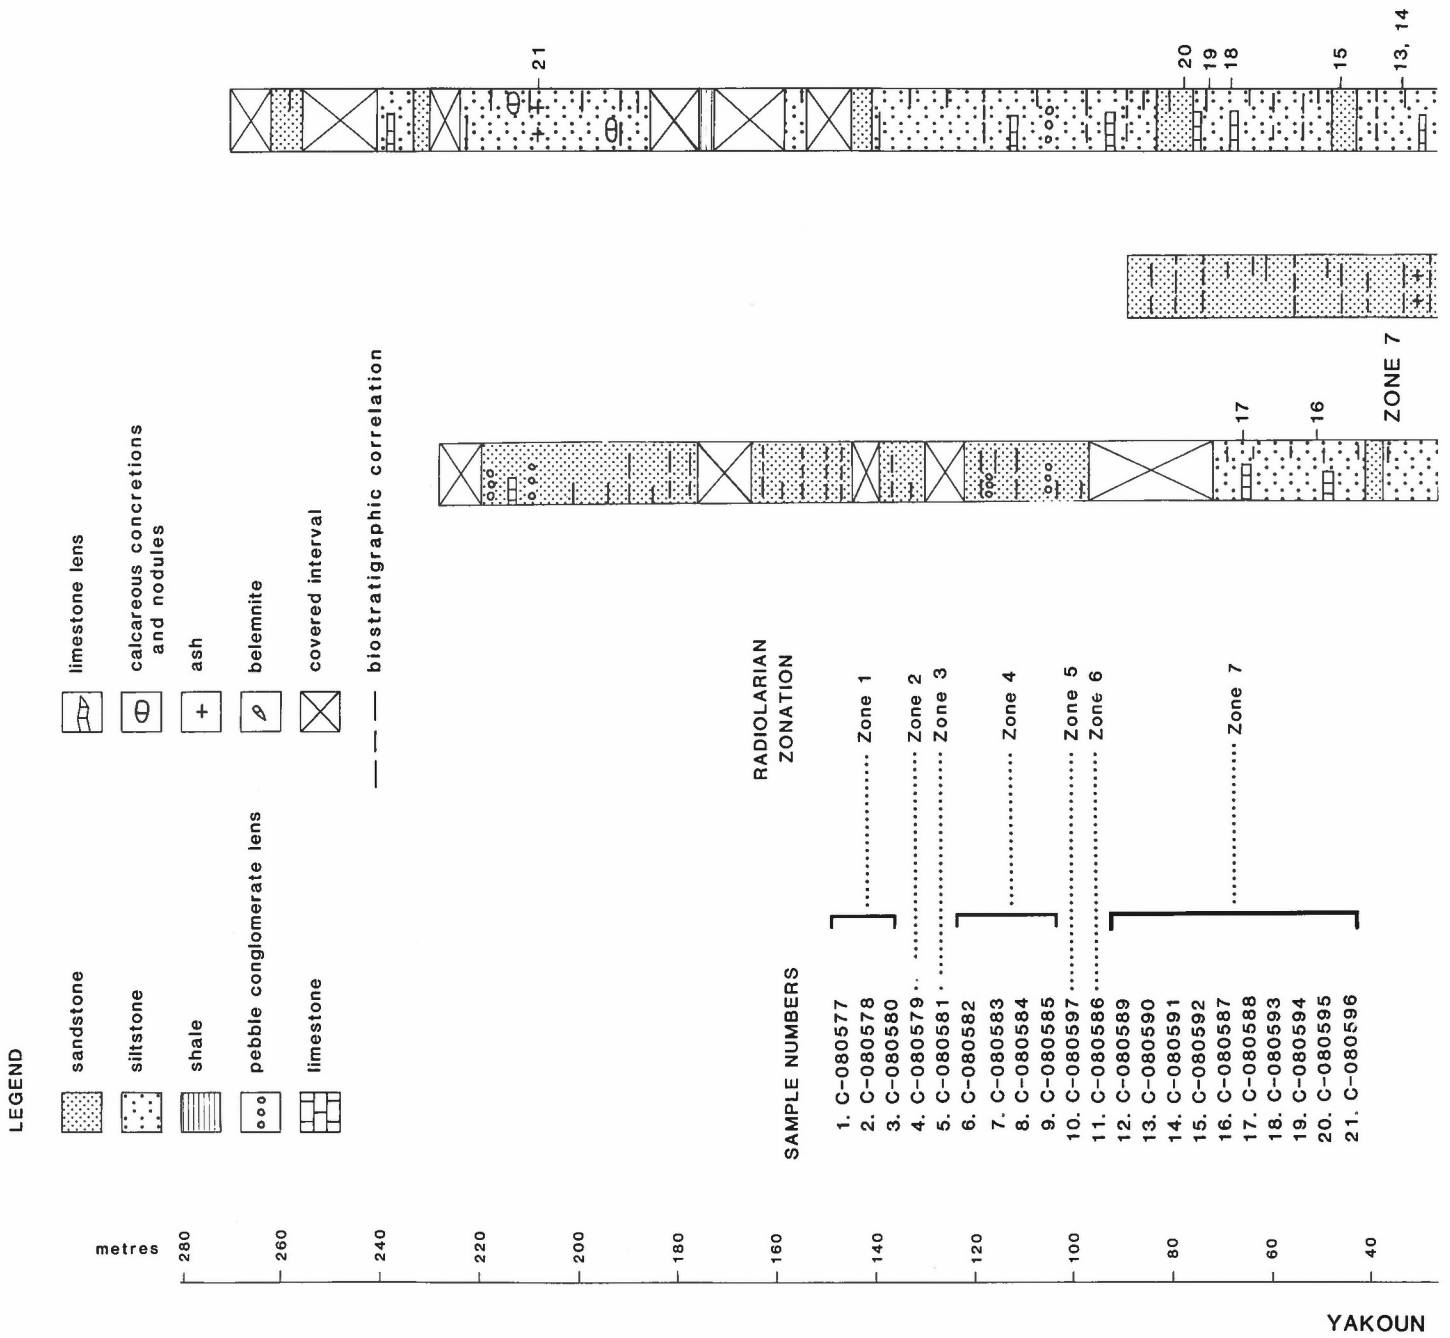 LEGEND
sandstone
siltstone
shale
pebble conglomerate lens
limestone
limestone lens
calcareous concretions
and nodules
ash
belemnite
covered interval
biostratigraphic correlation
SAMPLE NUMBERS
RADIOLARIAN
ZONATION
1. C-080577
2. C-080578
3. C-080580
4. C-080579
5. C-080581
6. C-080582
7. C-080583
8. C-080584
9. C-080585
10. C-080597
11. C-080586
12. C-080589
13. C-080590
14. C-080591
15. C-080592
16. C-080587
17. C-080588
18. C-080593
19. C-080594
20. C-080595
21. C-080596
Zone 1
Zone 2
Zone 3
Zone 4
Zone 5
Zone 6
Zone 7
metres
280
260
240
220
200
180
160
140
120
100
80
60
40
21
20
19
18
15
13, 14
17
16
ZONE 7
YAKOUN